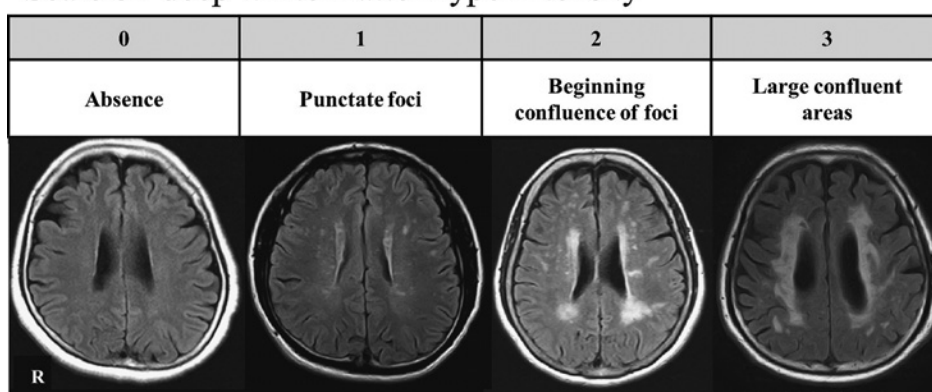 0 1 2 3
Absence Punctate foci Beginning confluence of foci Large confluent areas
R